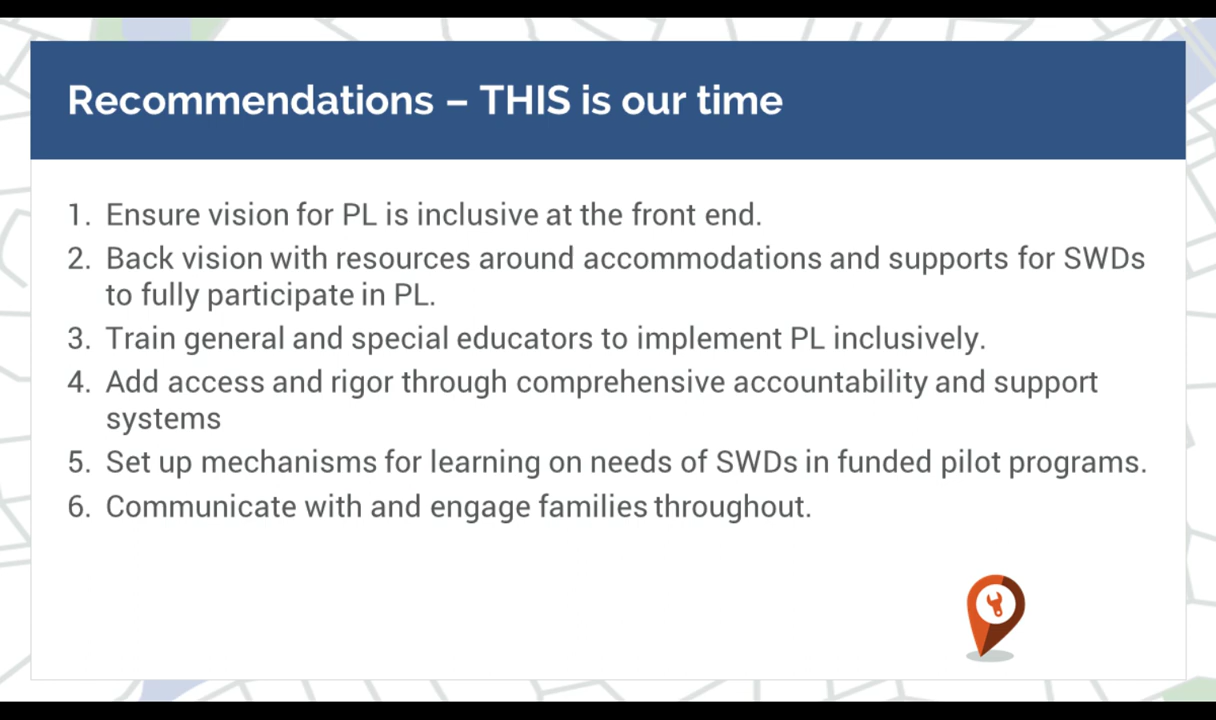 Recommendations – THIS is our time
1. Ensure vision for PL is inclusive at the front end.
2. Back vision with resources around accommodations and supports for SWDs
to fully participate in PL.
3. Train general and special educators to implement PL inclusively.
4. Add access and rigor through comprehensive accountability and support
systems
5. Set up mechanisms for learning on needs of SWDs in funded pilot programs.
6. Communicate with and engage families throughout.